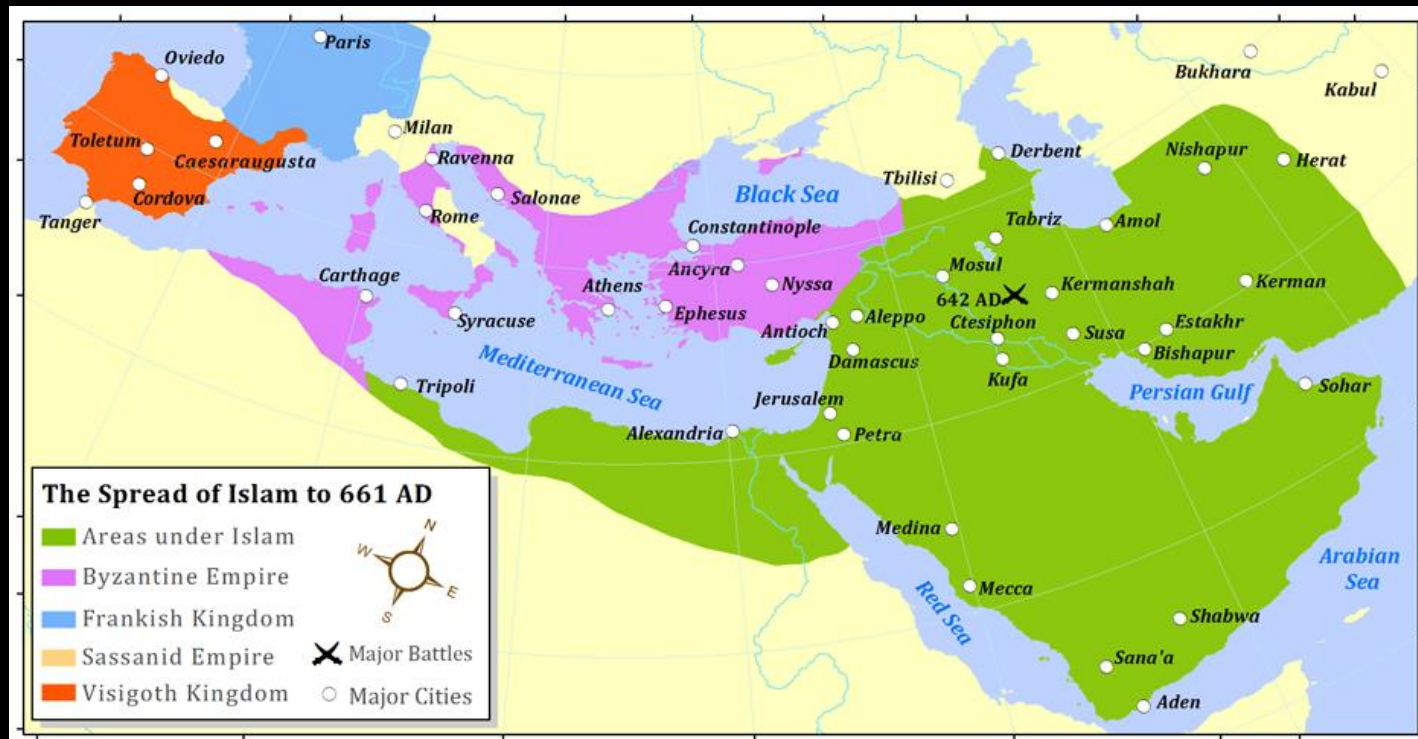 Paris
Oviedo
Bukhara
Kabul
Milan
Toletum
Caesaraugusta
Ravenna
Derbent
Nishapur
Herat
Tbilisi
Cordova
Salonae
Black Sea
Tanger
Rome
Constantinople
Tabriz
Amol
Carthage
Ancyra
Mosul
Athens
Nyssa
Kermanshah
Kerman
642 AD
Syracuse
Ephesus
Antioch
Aleppo
Ctesiphon
Susa
Estakhr
Mediterranean Sea
Damascus
Kufa
Bishapur
Tripoli
Persian Gulf
Sohar
Jerusalem
Alexandria
Petra
The Spread of Islam to 661 AD
Areas under Islam
Byzantine Empire
Frankish Kingdom
Sassanid Empire
Visigoth Kingdom
N
W
E
S
Major Battles
Major Cities
Medina
Mecca
Red Sea
Arabian
Sea
Shabwa
Sana'a
Aden